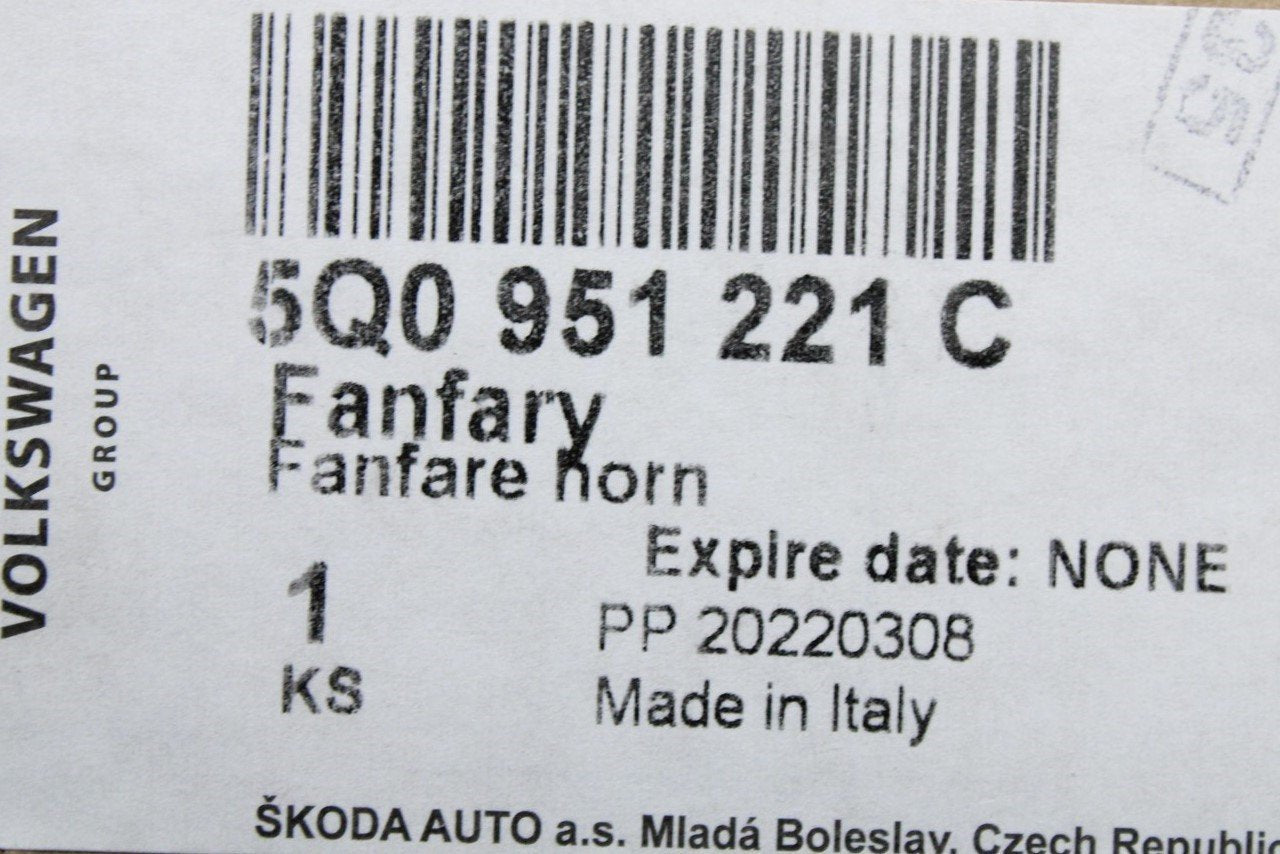 VOLKSWAGEN
GROUP
5Q0 951 221 C
Fanfary
Fanfare horn
Expire date: NONE
1
PP 20220308
KS
Made in Italy
ŠKODA AUTO a.s. Mladá Boleslav, Czech Republic